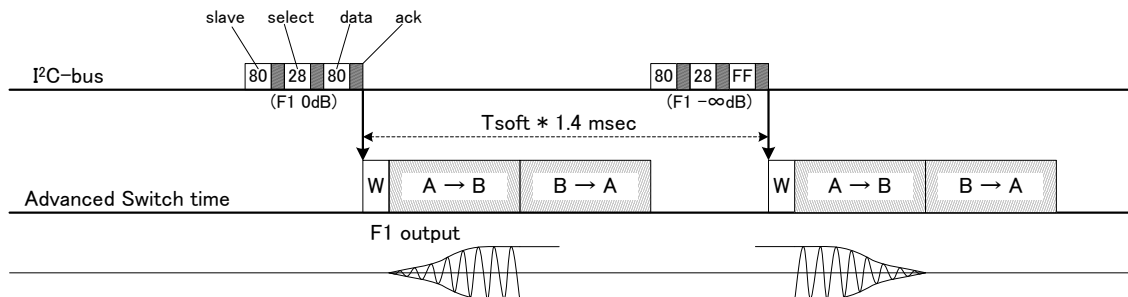 slave select data ack
I²C-bus 80 28 80 80 28 FF
(F1 0dB) (F1 −∞dB)
Tsoft * 1.4 msec
Advanced Switch time W A → B B → A W A → B B → A
F1 output